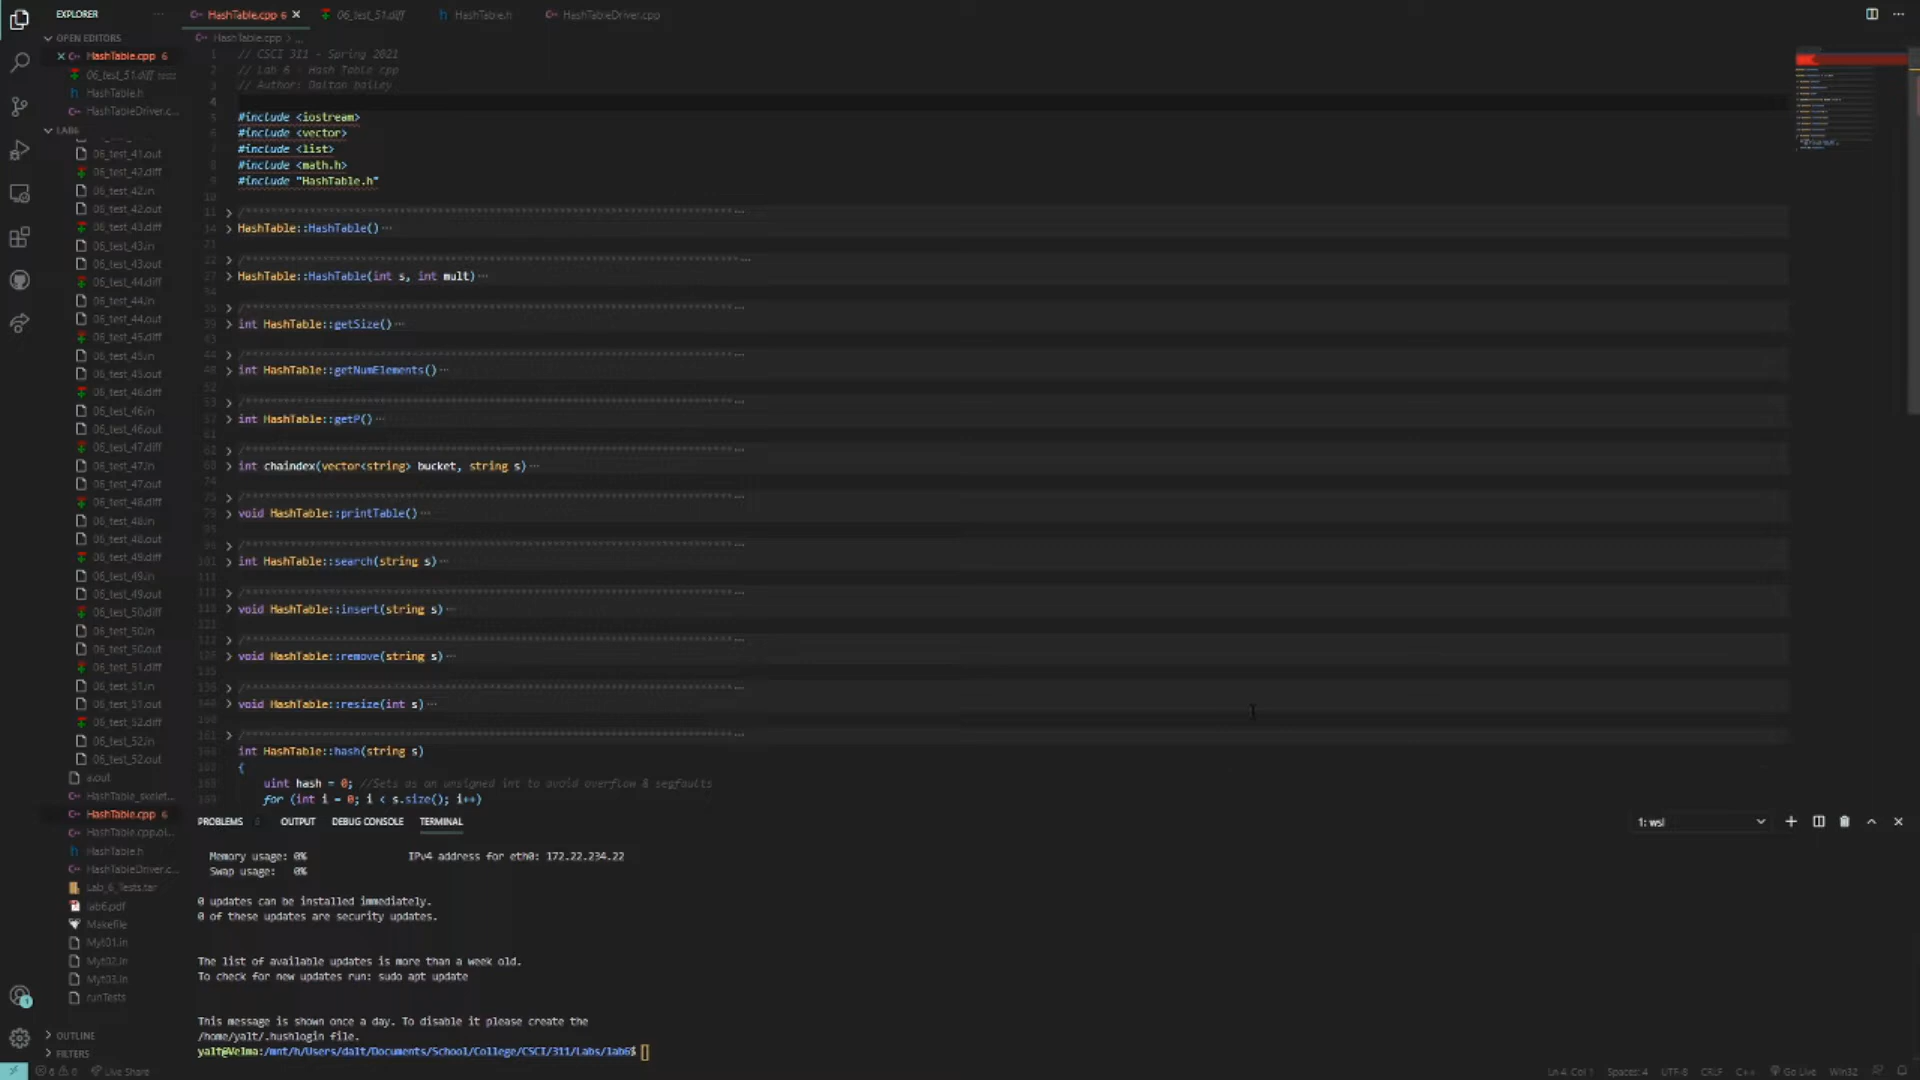 EXPLORER
OPEN EDITORS
HashTable.cpp 6
06_test_51.diff
HashTable.h
HashTableDriver.c...
LAB6
06_test_41.out
06_test_42.diff
06_test_42.in
06_test_42.out
06_test_43.diff
06_test_43.in
06_test_43.out
06_test_44.diff
06_test_44.in
06_test_44.out
06_test_45.diff
06_test_45.in
06_test_45.out
06_test_46.diff
06_test_46.in
06_test_46.out
06_test_47.diff
06_test_47.in
06_test_47.out
06_test_48.diff
06_test_48.in
06_test_48.out
06_test_49.diff
06_test_49.in
06_test_49.out
06_test_50.diff
06_test_50.in
06_test_50.out
06_test_51.diff
06_test_51.in
06_test_51.out
06_test_52.diff
06_test_52.in
06_test_52.out
a.out
HashTable_skelet...
HashTable.cpp 6
HashTable.cpp.ol...
HashTable.h
HashTableDriver.c...
Lab_6_Tests.tar
lab6.pdf
Makefile
Myt01.in
Myt02.in
Myt03.in
runTests
OUTLINE
FILTERS
HashTable.cpp 6
06_test_51.diff
HashTable.h
HashTableDriver.cpp
HashTable.cpp > ...
// CSCI 311 - Spring 2021
// Lab 6 - Hash Table cpp
// Author: Dalton Bailey
#include <iostream>
#include <vector>
#include <list>
#include <math.h>
#include "HashTable.h"
HashTable::HashTable()···
HashTable::HashTable(int s, int mult)···
int HashTable::getSize()···
int HashTable::getNumElements()···
int HashTable::getP()···
int chaindex(vector<string> bucket, string s)···
void HashTable::printTable()···
int HashTable::search(string s)···
void HashTable::insert(string s)···
void HashTable::remove(string s)···
void HashTable::resize(int s)···
int HashTable::hash(string s)
{
uint hash = 0; //Sets as an unsigned int to avoid overflow & segfaults
for (int i = 0; i < s.size(); i++)
PROBLEMS OUTPUT DEBUG CONSOLE TERMINAL
1: wsl
Memory usage: 0% IPv4 address for eth0: 172.22.234.22
Swap usage: 0%
0 updates can be installed immediately.
0 of these updates are security updates.
The list of available updates is more than a week old.
To check for new updates run: sudo apt update
This message is shown once a day. To disable it please create the
/home/yalt/.hushlogin file.
yalt@Velma:/mnt/h/Users/dalt/Documents/School/College/CSCI/311/Labs/lab6$
6 0 Live Share
Ln 4, Col 1 Spaces: 4 UTF-8 CRLF C++ Go Live Win32